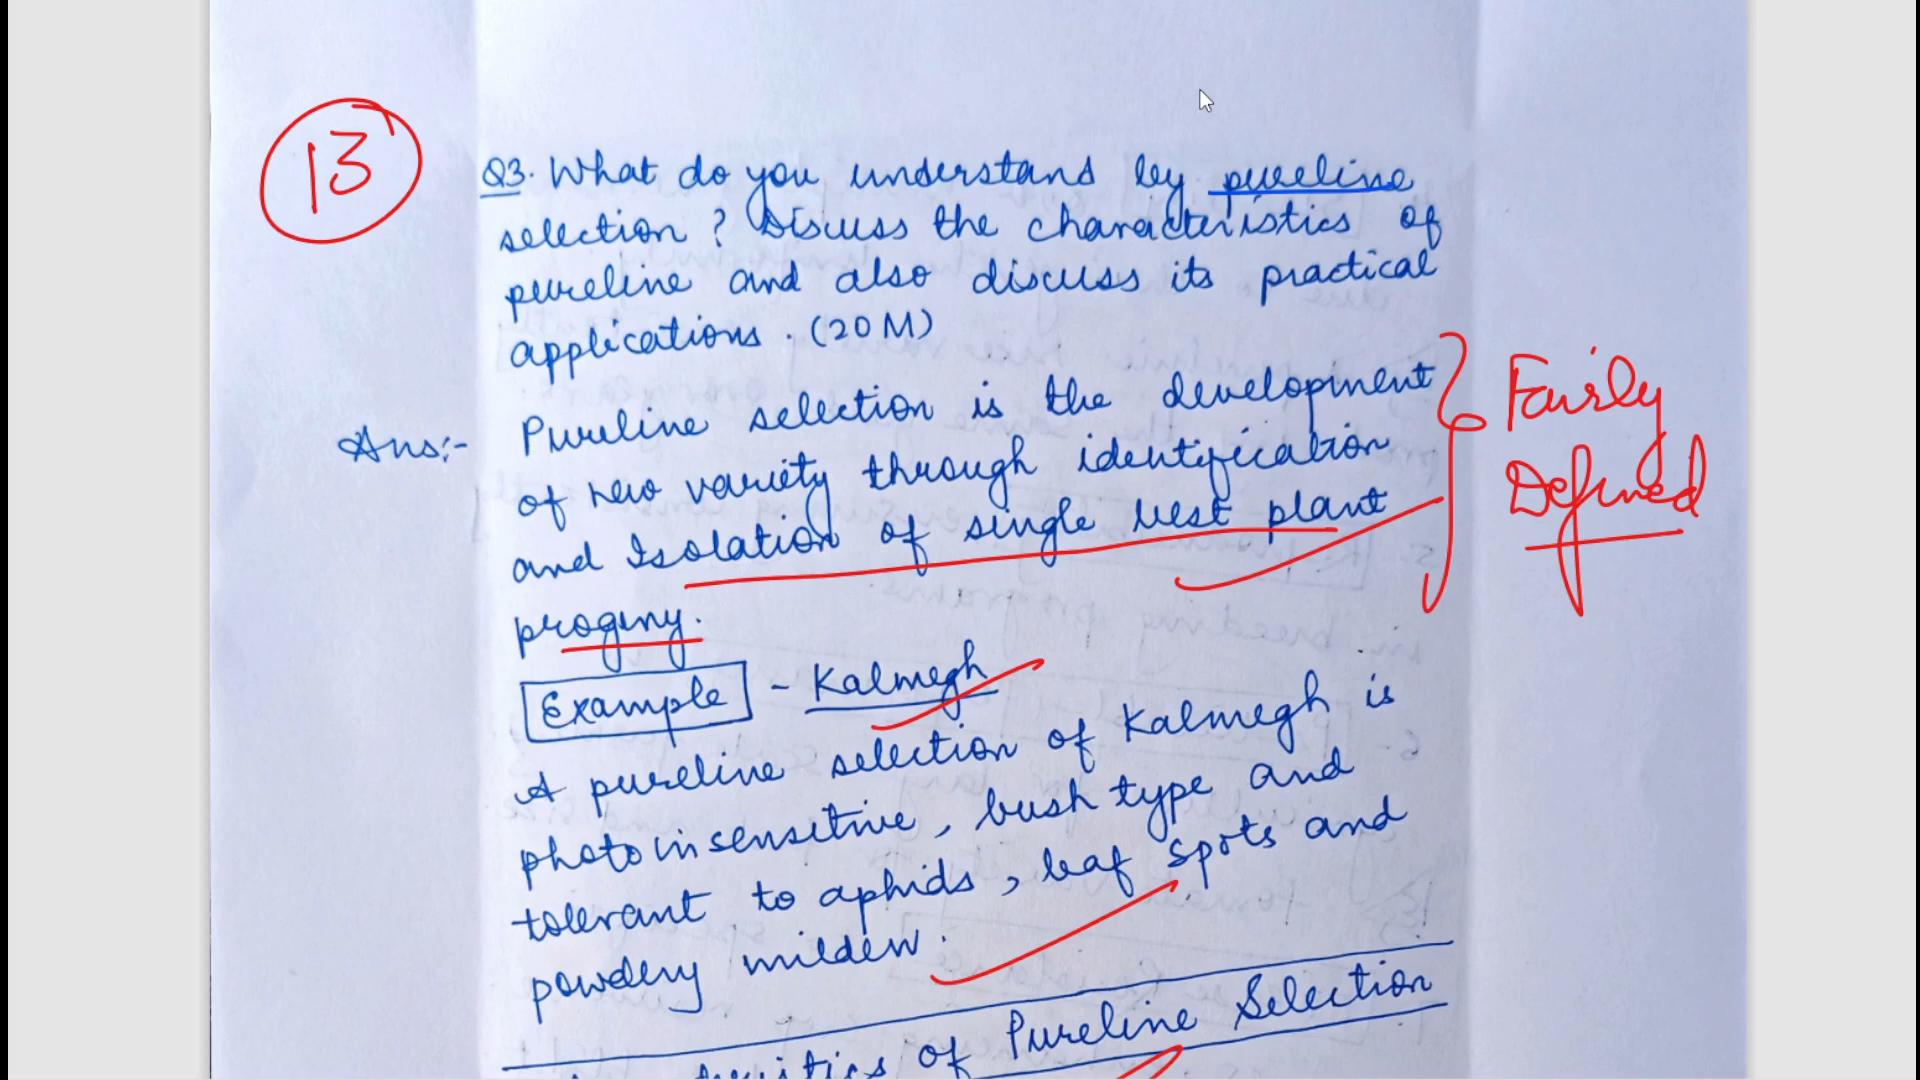 13
Q3. What do you understand by pureline
selection? Discuss the characteristics of
pureline and also discuss its practical
applications. (20M)
Ans:- Pureline selection is the development
of new variety through identification
and Isolation of single best plant
progeny.
Fairly
Defined
Example - Kalmegh
A pureline selection of Kalmegh is
photoinsensitive, bush type and
tolerant to aphids, leaf spots and
powdery mildew.
of Pureline Selection